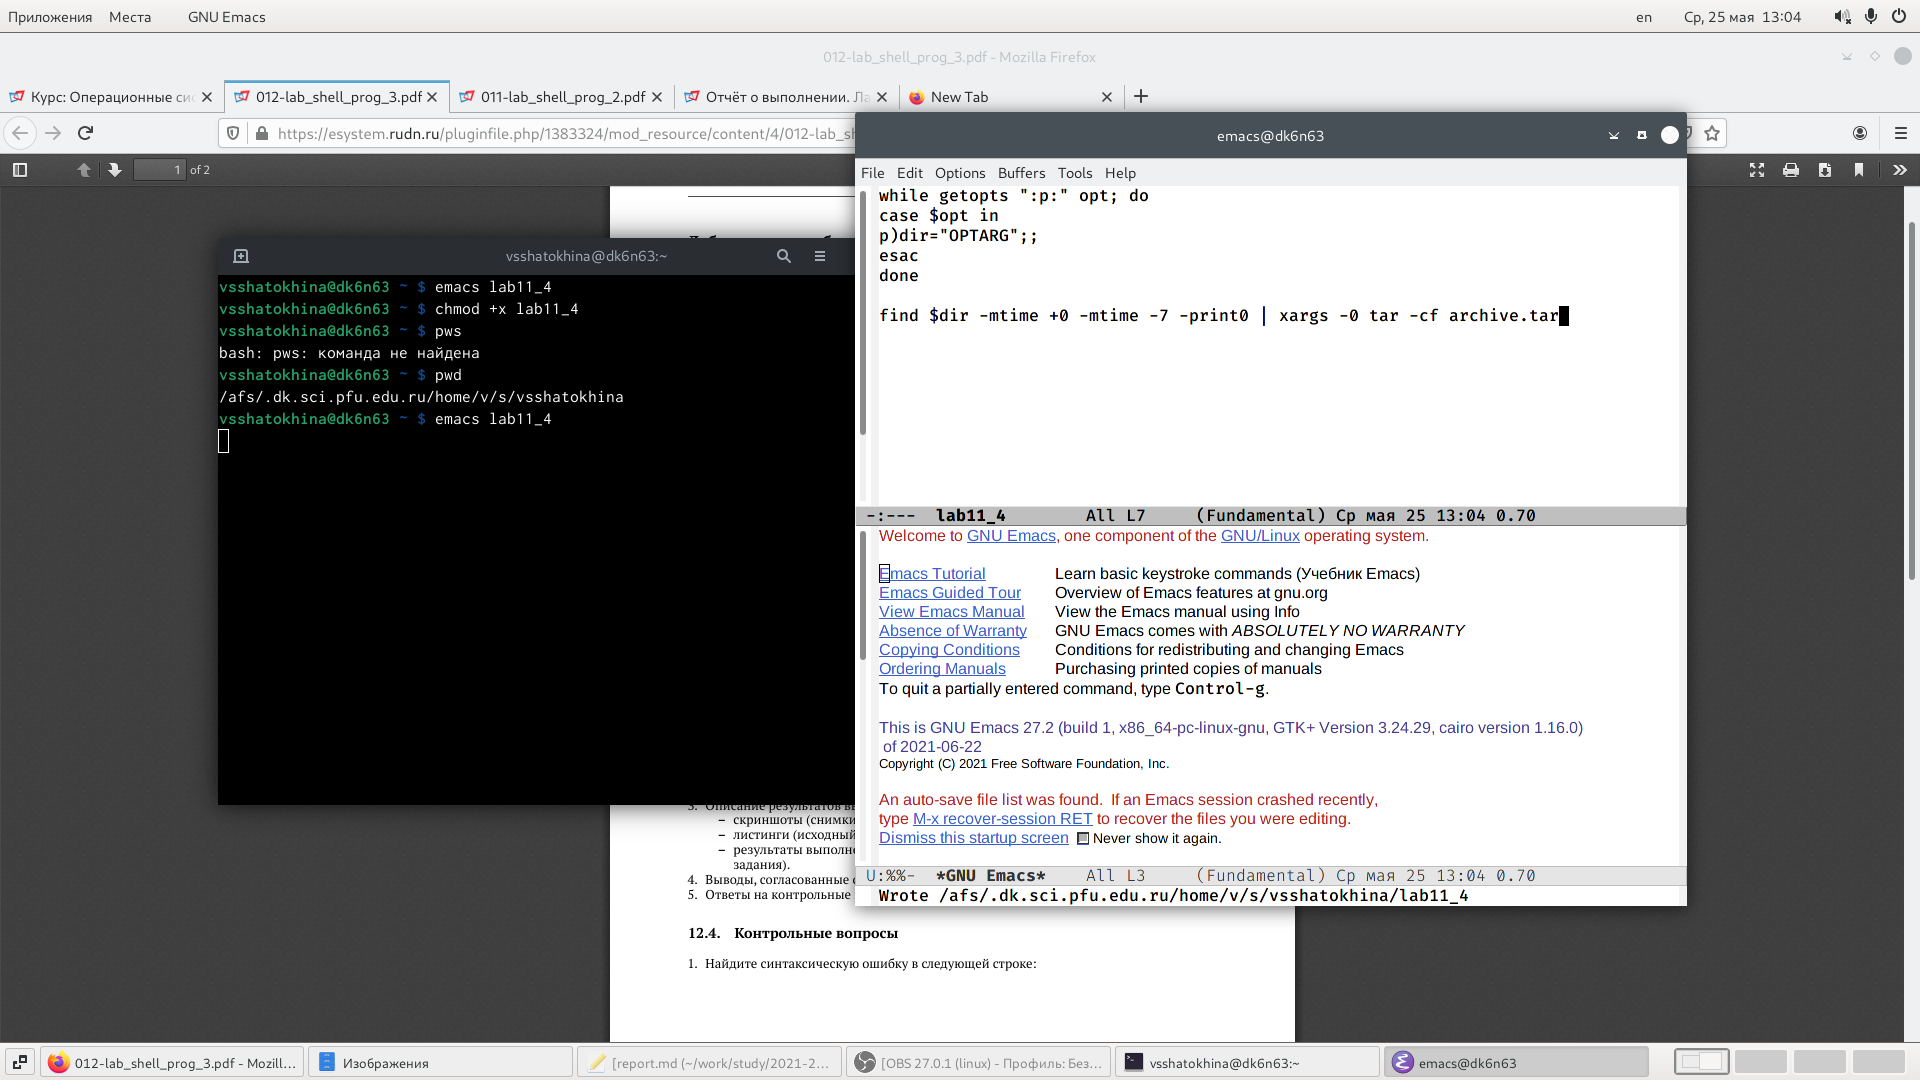 Приложения Места GNU Emacs en Ср, 25 мая 13:04
012-lab_shell_prog_3.pdf - Mozilla Firefox
Курс: Операционные си 012-lab_shell_prog_3.pdf 011-lab_shell_prog_2.pdf Отчёт о выполнении. Ла New Tab
https://esystem.rudn.ru/pluginfile.php/1383324/mod_resource/content/4/012-lab_s
1 of 2
emacs@dk6n63
File Edit Options Buffers Tools Help
while getopts ":p:" opt; do
case $opt in
p)dir="OPTARG";;
esac
done
find $dir -mtime +0 -mtime -7 -print0 | xargs -0 tar -cf archive.tar
-:--- lab11_4 All L7 (Fundamental) Ср мая 25 13:04 0.70
Welcome to GNU Emacs, one component of the GNU/Linux operating system.
Emacs Tutorial Learn basic keystroke commands (Учебник Emacs)
Emacs Guided Tour Overview of Emacs features at gnu.org
View Emacs Manual View the Emacs manual using Info
Absence of Warranty GNU Emacs comes with ABSOLUTELY NO WARRANTY
Copying Conditions Conditions for redistributing and changing Emacs
Ordering Manuals Purchasing printed copies of manuals
To quit a partially entered command, type Control-g.
This is GNU Emacs 27.2 (build 1, x86_64-pc-linux-gnu, GTK+ Version 3.24.29, cairo version 1.16.0)
of 2021-06-22
Copyright (C) 2021 Free Software Foundation, Inc.
An auto-save file list was found. If an Emacs session crashed recently,
type M-x recover-session RET to recover the files you were editing.
Dismiss this startup screen Never show it again.
U:%%- *GNU Emacs* All L3 (Fundamental) Ср мая 25 13:04 0.70
Wrote /afs/.dk.sci.pfu.edu.ru/home/v/s/vsshatokhina/lab11_4
vsshatokhina@dk6n63:~
vsshatokhina@dk6n63 ~ $ emacs lab11_4
vsshatokhina@dk6n63 ~ $ chmod +x lab11_4
vsshatokhina@dk6n63 ~ $ pws
bash: pws: команда не найдена
vsshatokhina@dk6n63 ~ $ pwd
/afs/.dk.sci.pfu.edu.ru/home/v/s/vsshatokhina
vsshatokhina@dk6n63 ~ $ emacs lab11_4
3. Описание результатов
– скриншоты (снимки
– листинги (исходный
– результаты
задания).
4. Выводы, согласованные
5. Ответы на контрольные
12.4. Контрольные вопросы
1. Найдите синтаксическую ошибку в следующей строке:
012-lab_shell_prog_3.pdf - Mozill... Изображения [report.md (~/work/study/2021-2... [OBS 27.0.1 (linux) - Профиль: Без... vsshatokhina@dk6n63:~ emacs@dk6n63